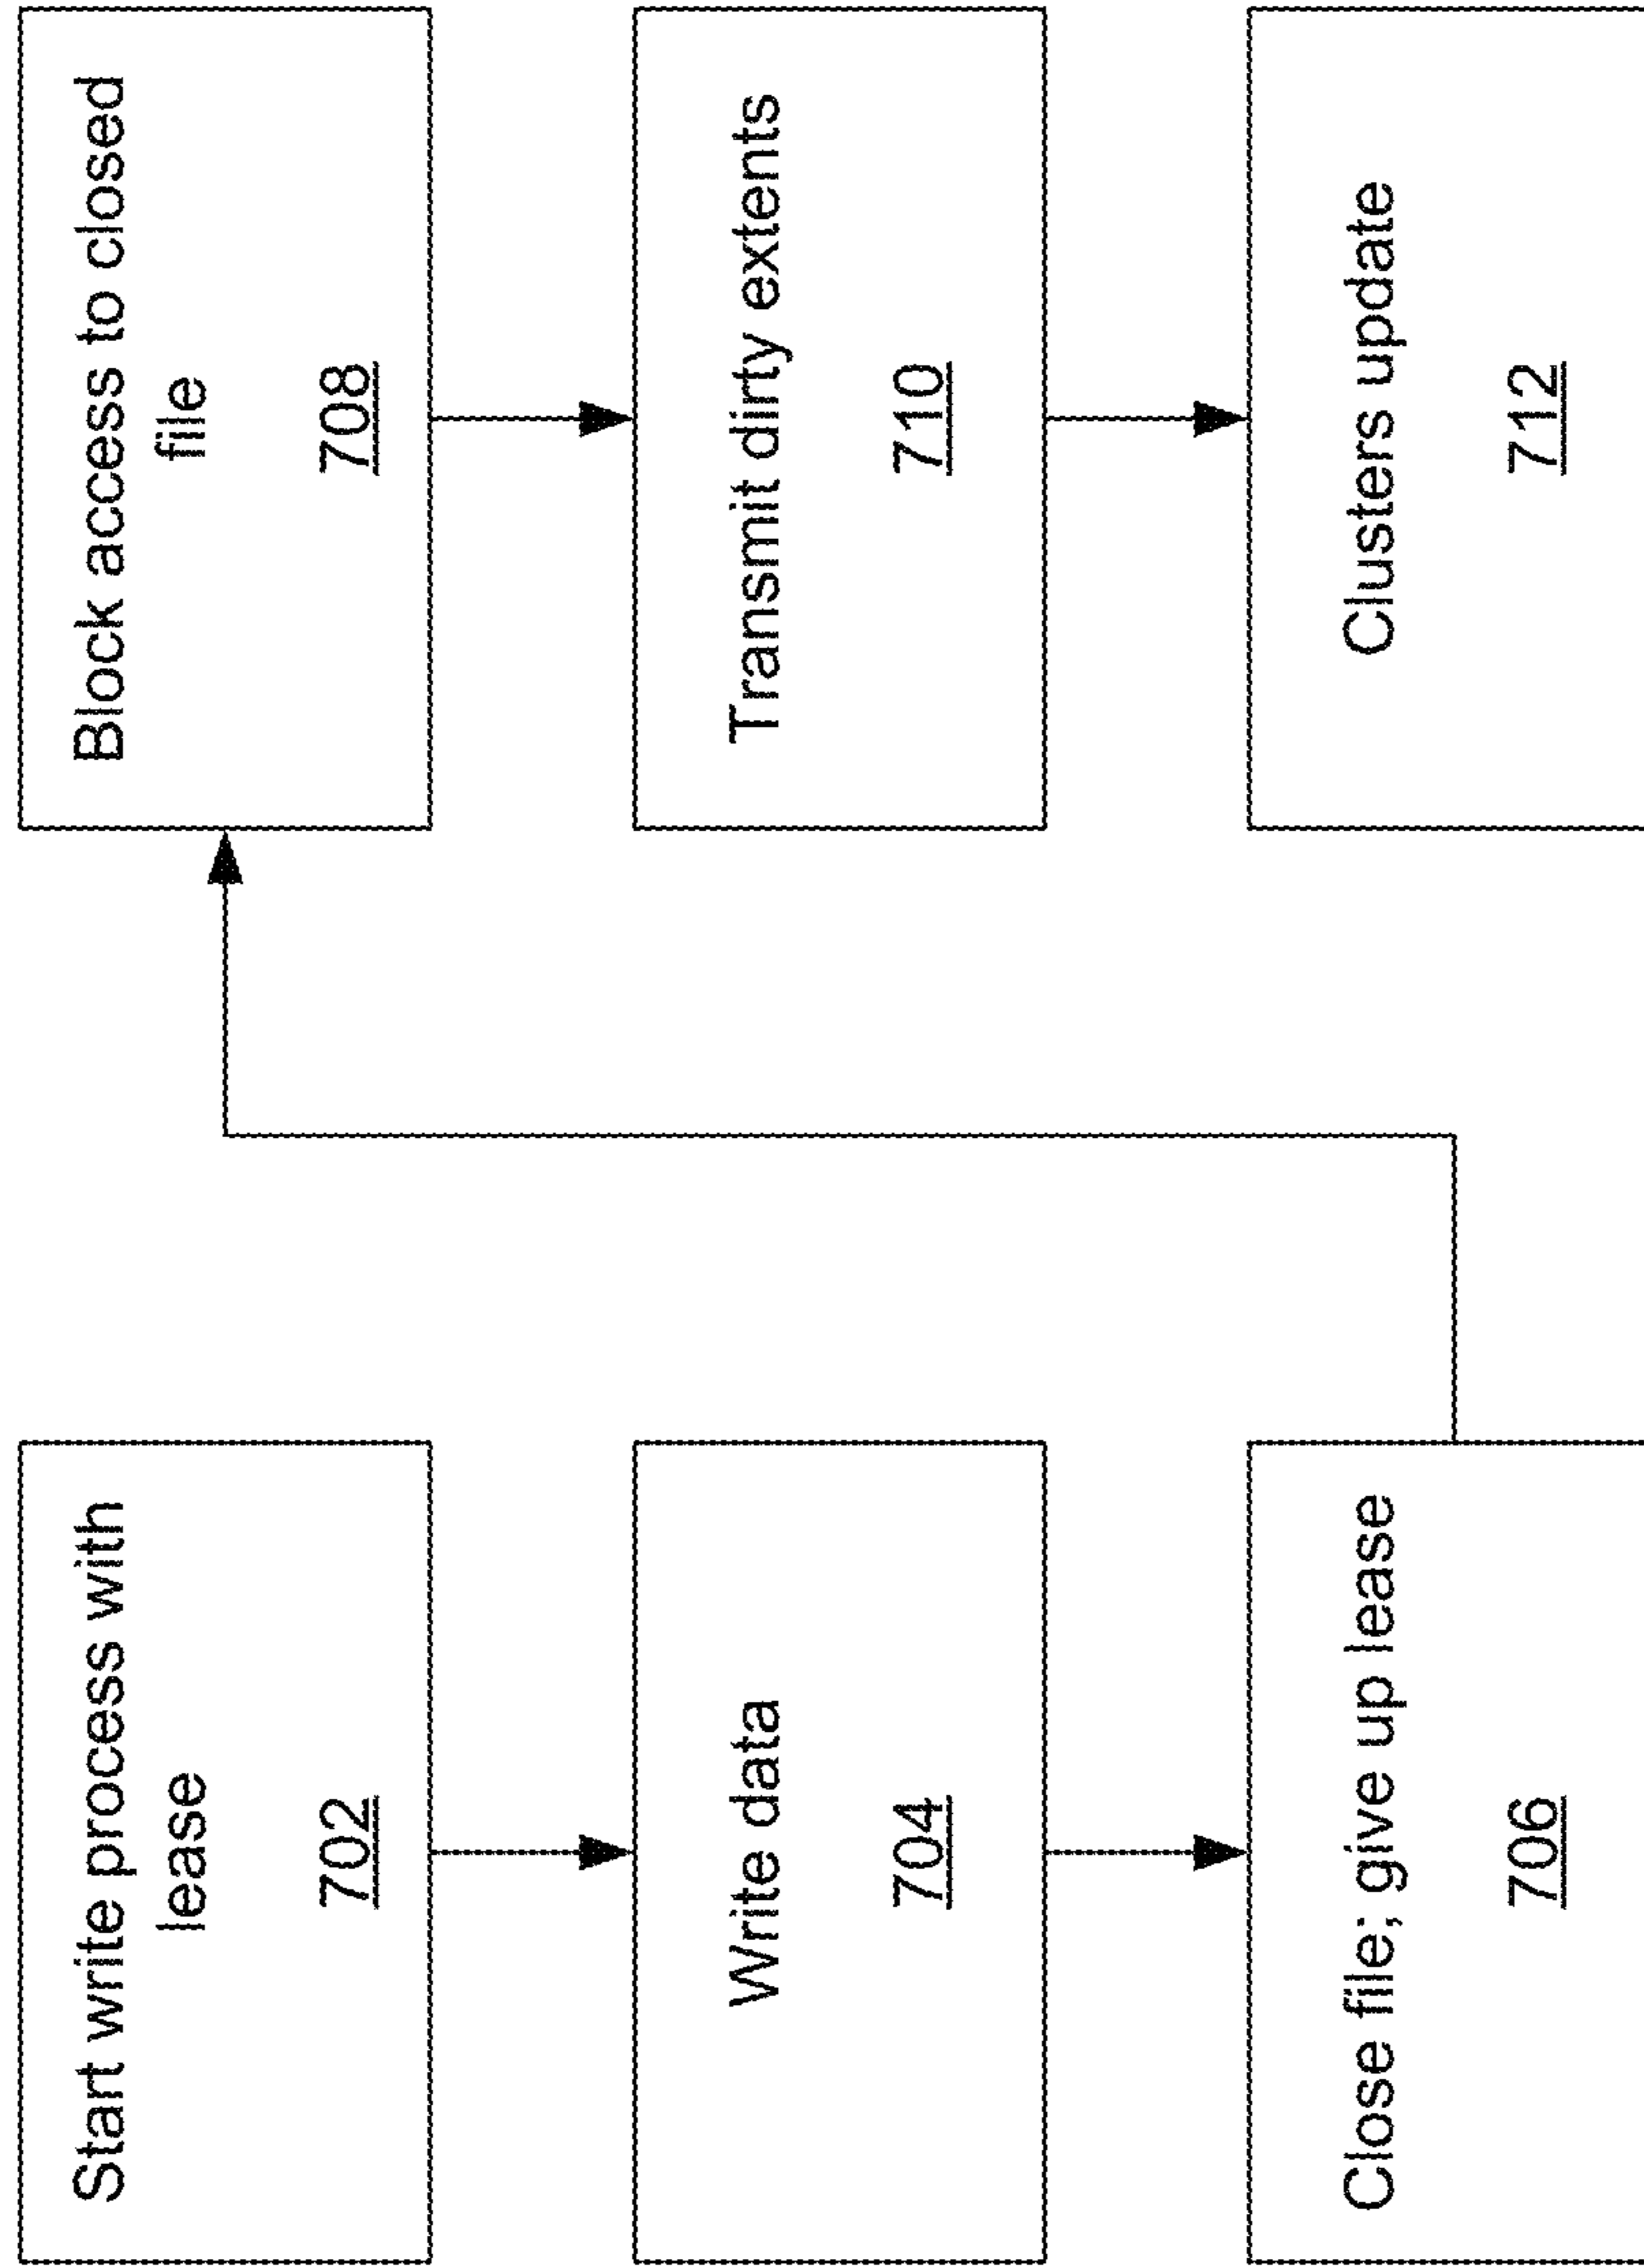 Start write process with
lease
702
Write data
704
Close file; give up lease
706
Block access to closed
file
708
Transmit dirty extents
710
Clusters update
712